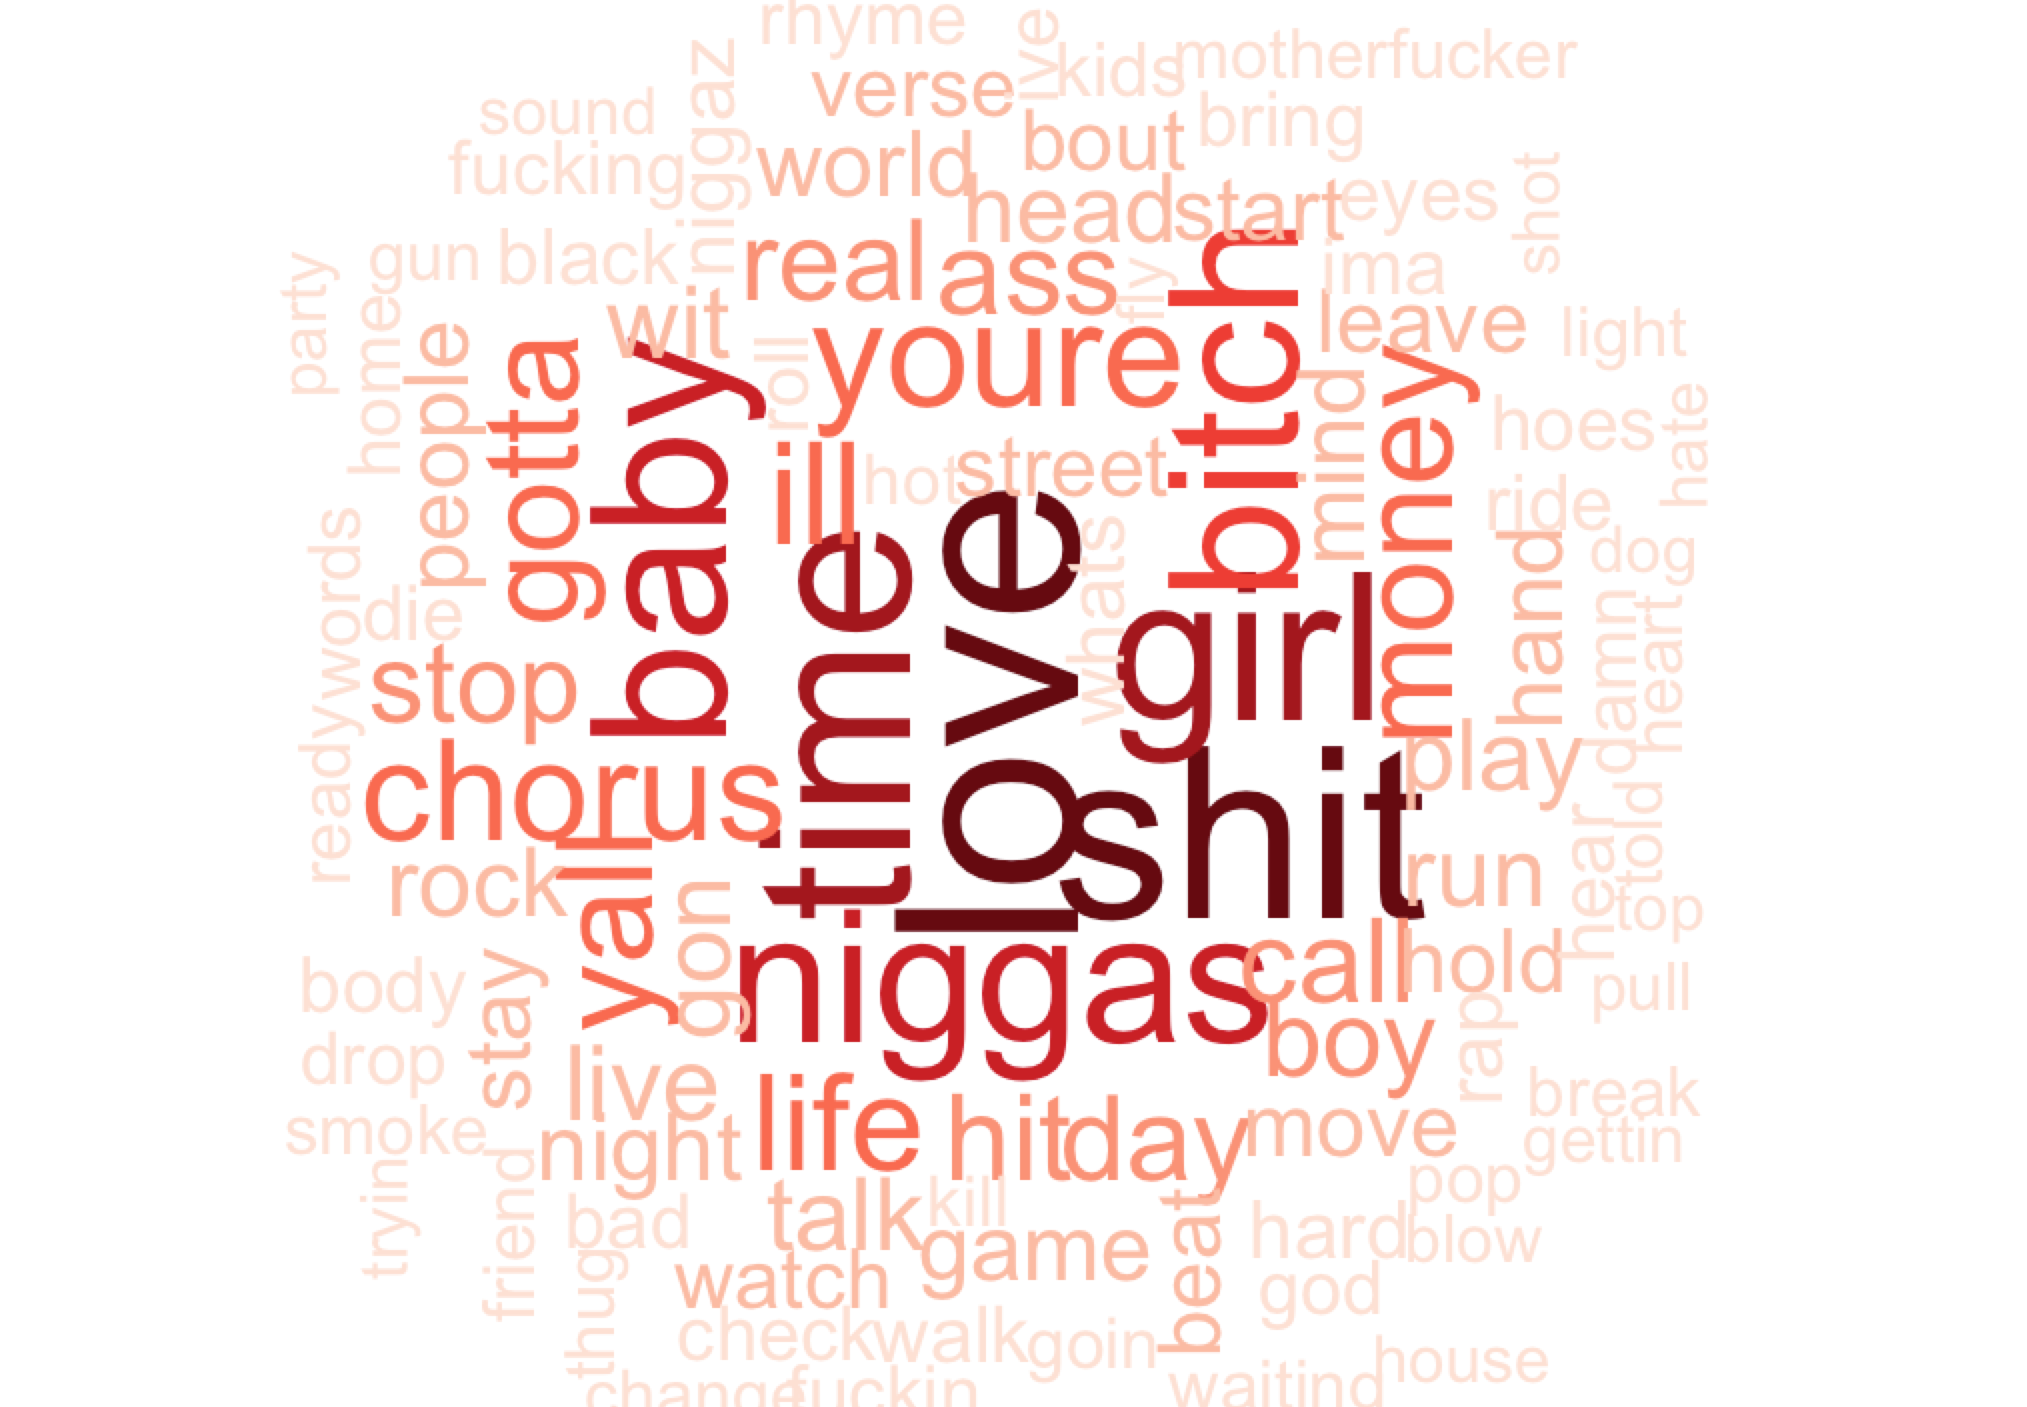 rhyme
live
kids
motherfucker
verse
sound
niggaz
bring
bout
fucking
world
head
start
eyes
shot
gun
black
real
ass
fly
bitch
ima
party
home
wit
leave
light
people
gotta
baby
roll
youre
mind
money
hoes
hate
ill
hot
street
ride
words
die
time
love
whats
girl
hand
dog
damn
heart
stop
ready
chorus
shit
play
told
rock
yall
gon
run
hear
top
niggas
call
hold
pull
body
stay
boy
rap
drop
live
life
hit
day
move
break
smoke
night
gettin
tryin
friend
bad
talk
kill
game
beat
hard
pop
blow
thug
watch
god
check
walk
goin
house
change
fuckin